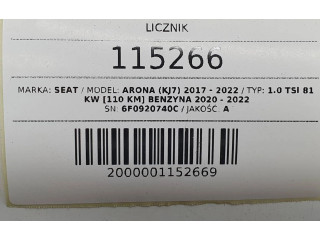 LICZNIK
115266
MARKA: SEAT / MODEL: ARONA (KJ7) 2017 - 2022 / TYP: 1.0 TSI 81
KW [110 KM] BENZYNA 2020 - 2022
SN: 6F0920740C / JAKOŚĆ: A
2000001152669